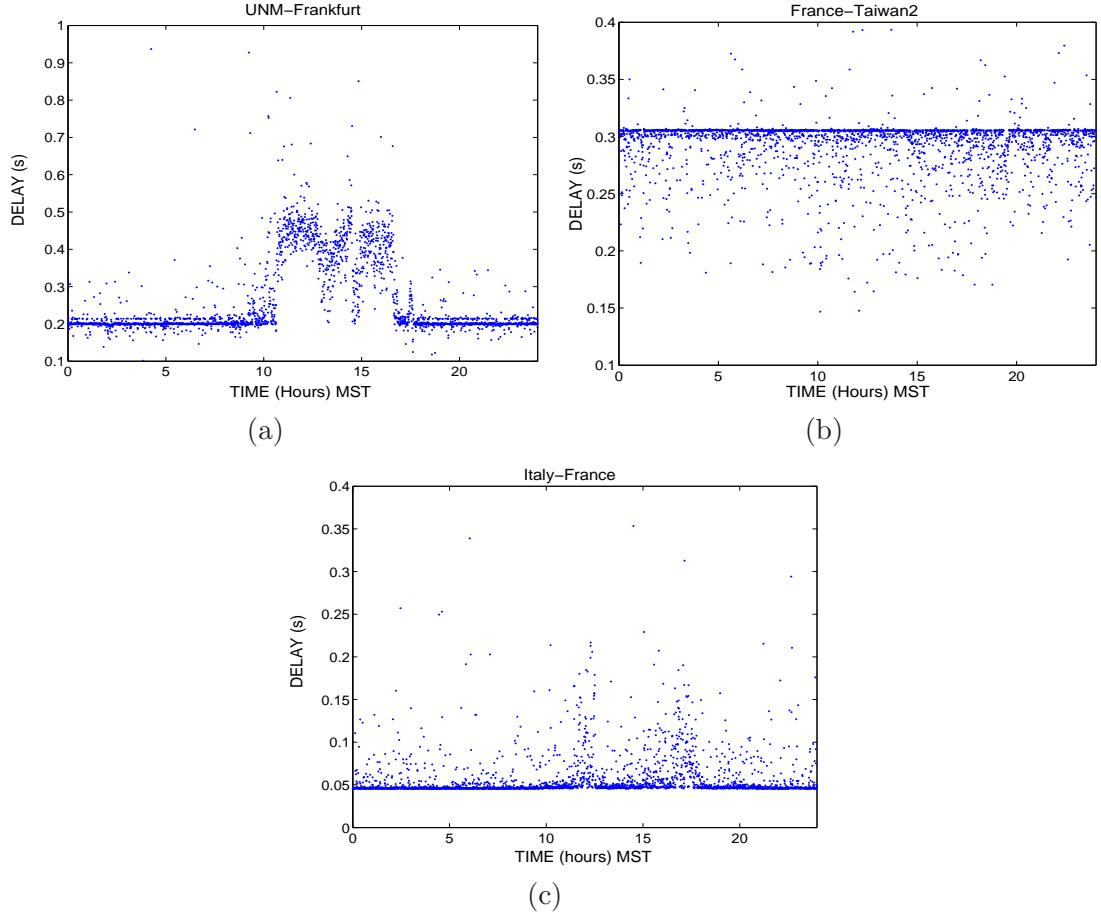 UNM−Frankfurt
1
0.9
0.8
0.7
0.6
0.5
0.4
0.3
0.2
0.1
DELAY (s)
0 5 10 15 20
TIME (Hours) MST
(a)
France−Taiwan2
0.4
0.35
0.3
0.25
0.2
0.15
0.1
DELAY (s)
0 5 10 15 20
TIME (Hours) MST
(b)
Italy−France
0.4
0.35
0.3
0.25
0.2
0.15
0.1
0.05
0
DELAY (s)
0 5 10 15 20
TIME (hours) MST
(c)